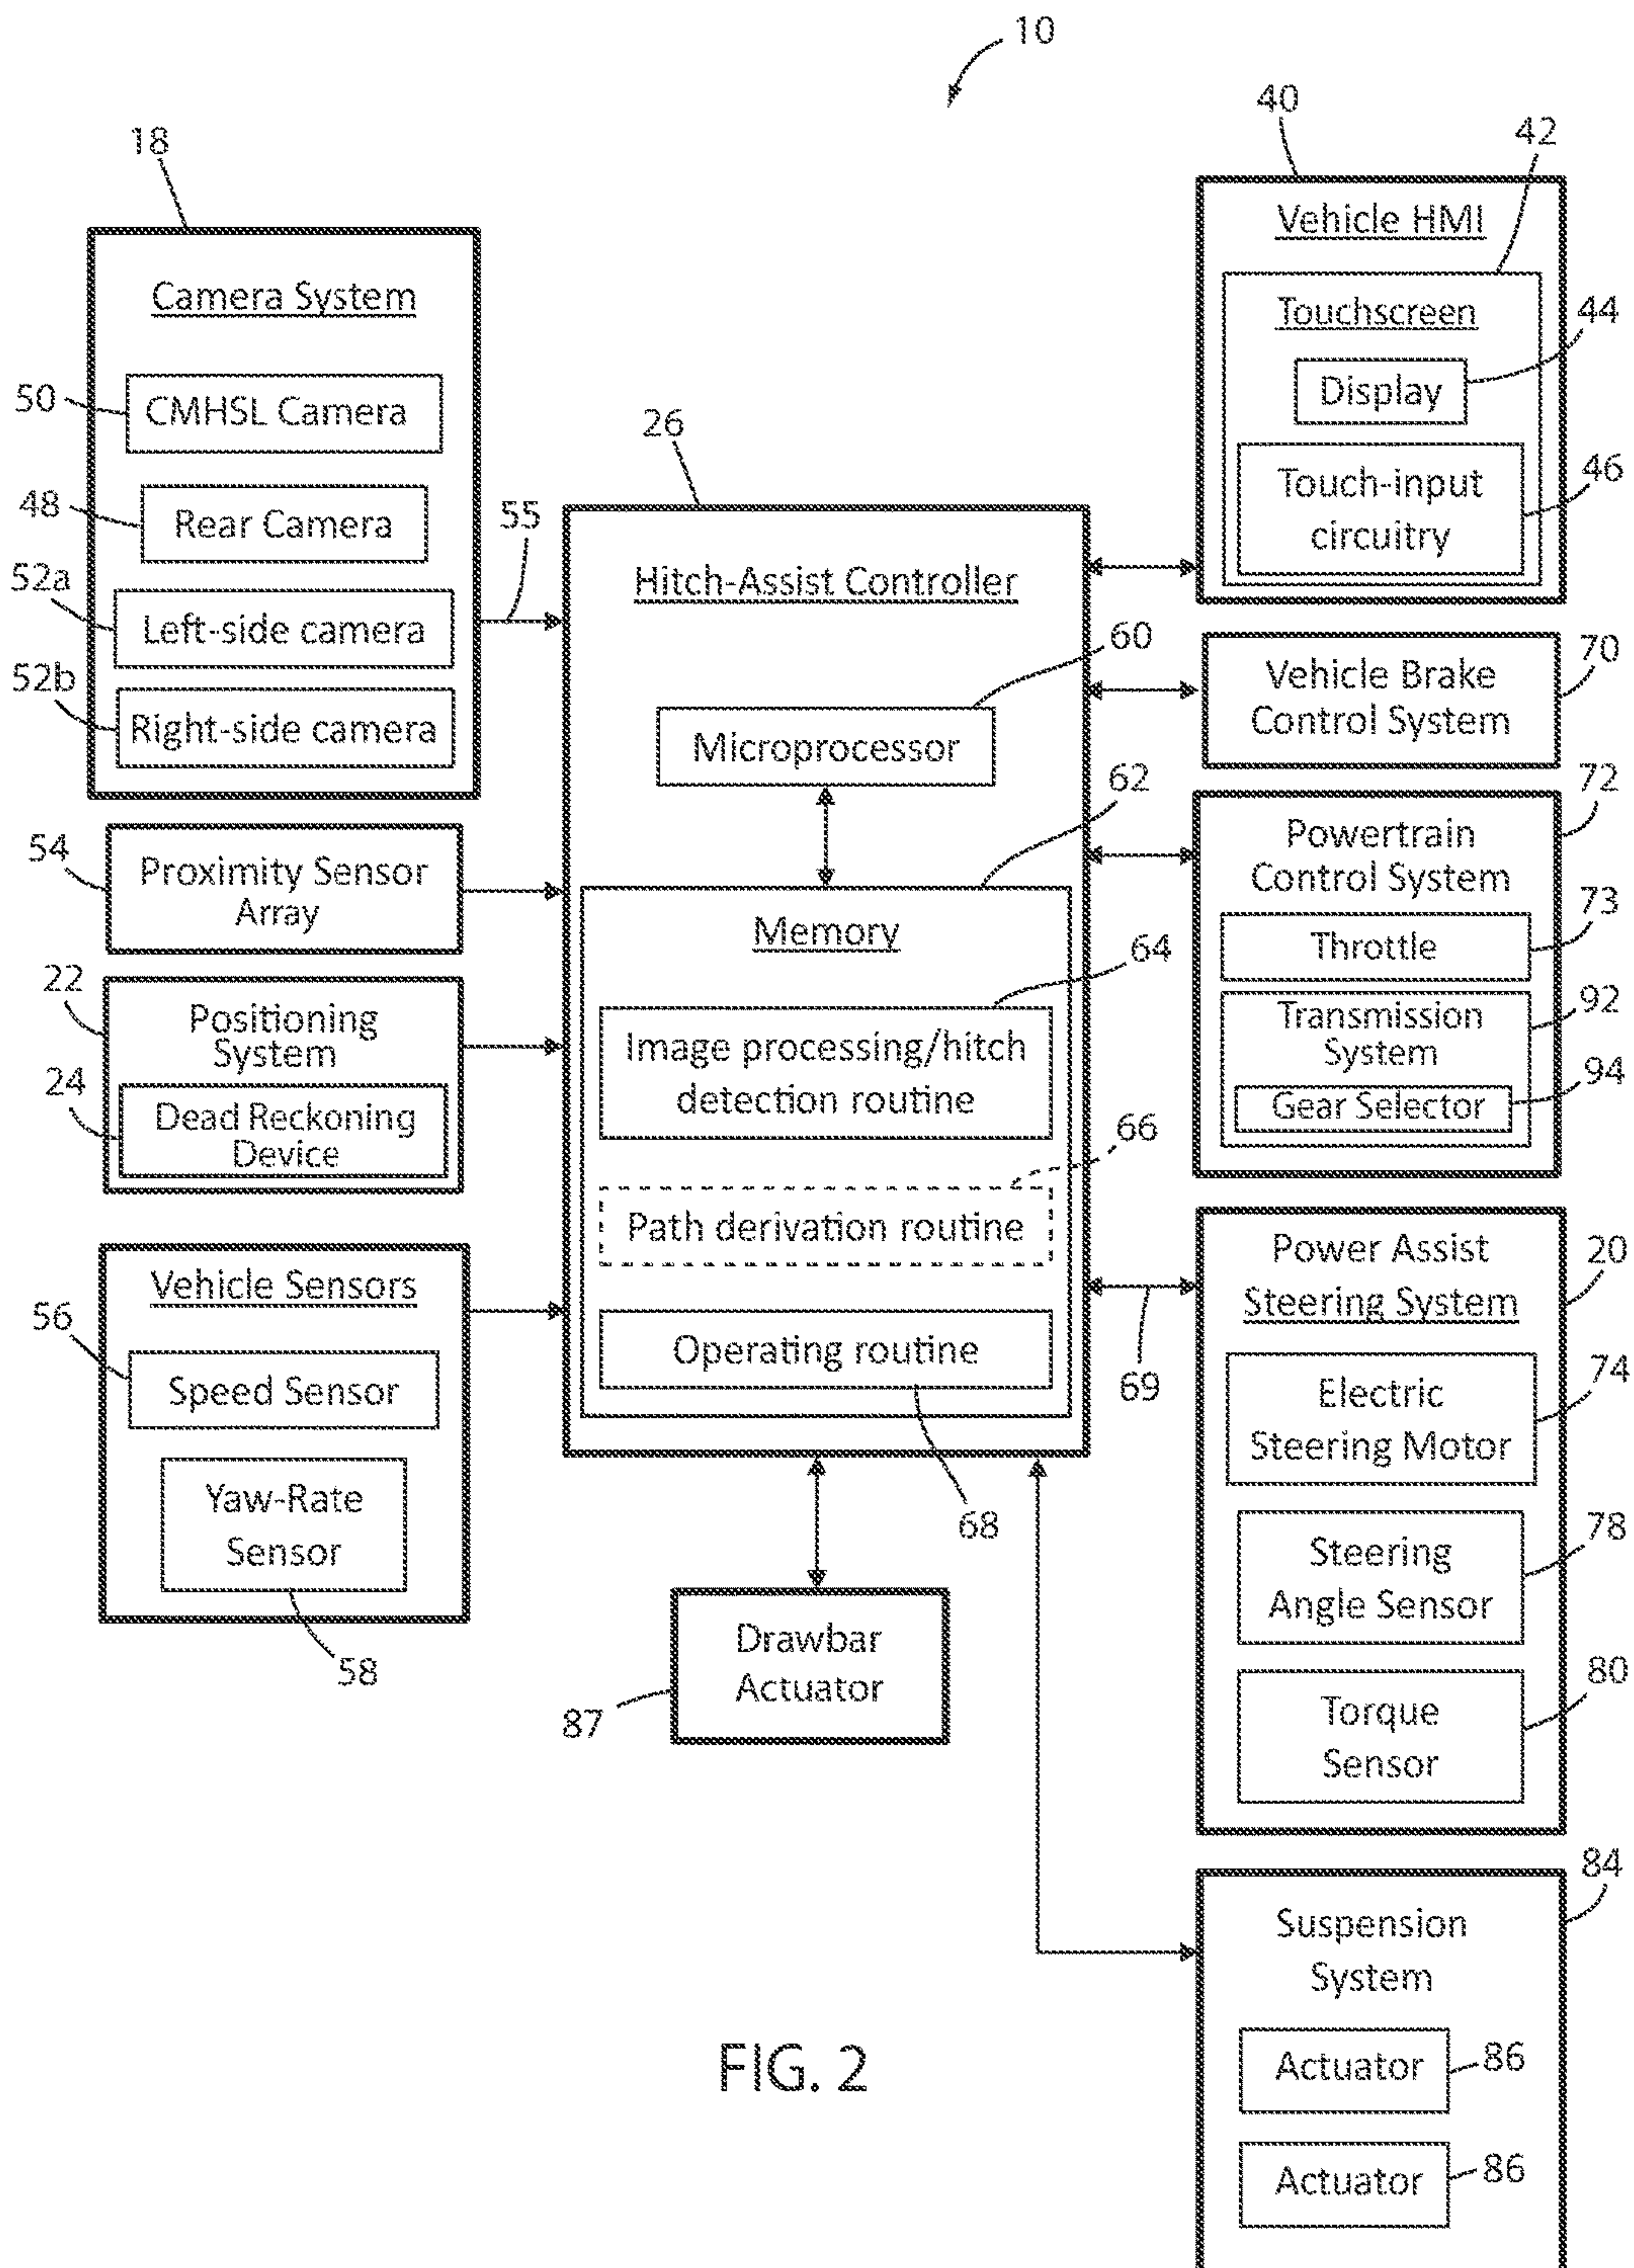 10
18
Camera System
50
CMHSL Camera
48
Rear Camera
52a
Left-side camera
52b
Right-side camera
55
54
Proximity Sensor
Array
22
Positioning
System
24
Dead Reckoning
Device
Vehicle Sensors
56
Speed Sensor
Yaw-Rate
Sensor
58
26
Hitch-Assist Controller
60
Microprocessor
62
Memory
64
Image processing/hitch
detection routine
66
Path derivation routine
Operating routine
68
69
Drawbar
Actuator
87
40
42
Vehicle HMI
Touchscreen
44
Display
46
Touch-input
circuitry
70
Vehicle Brake
Control System
72
Powertrain
Control System
73
Throttle
92
Transmission
System
94
Gear Selector
20
Power Assist
Steering System
74
Electric
Steering Motor
78
Steering
Angle Sensor
80
Torque
Sensor
84
Suspension
System
Actuator
86
Actuator
86
FIG. 2